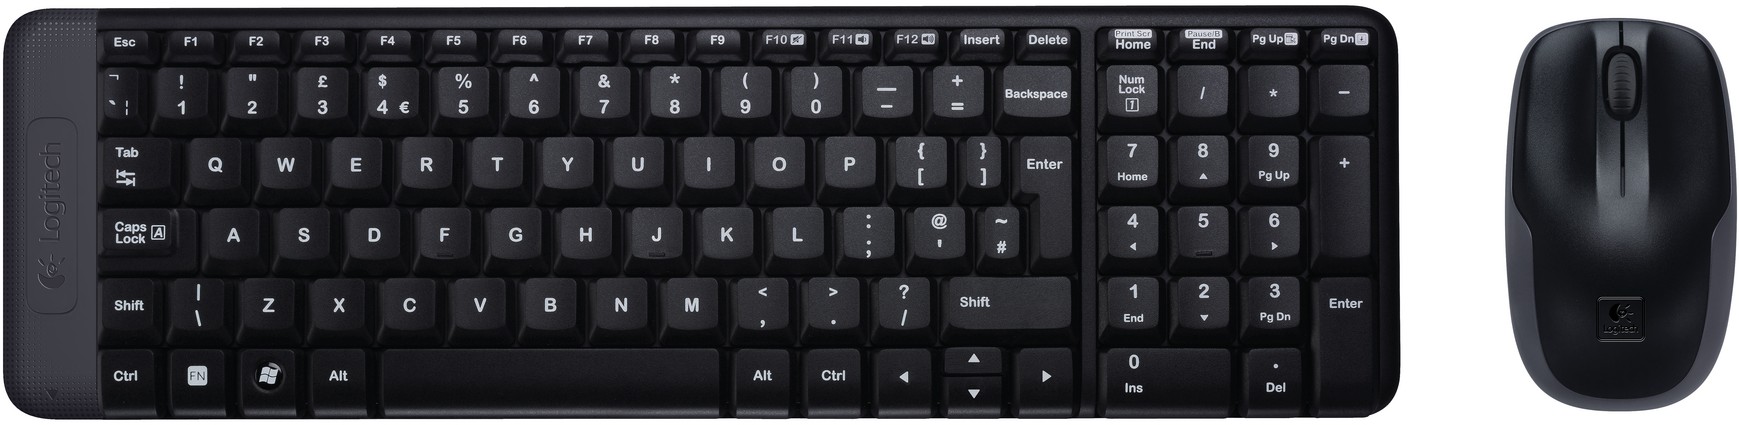 Logitech
Esc F1 F2 F3 F4 F5 F6 F7 F8 F9 F10 F11 F12 Insert Delete
Print Scr Pause/B
Home End Pg Up Pg Dn
¬ ! " £ $ % ^ & * ( ) — +
` ¦ 1 2 3 4 € 5 6 7 8 9 0 - = Backspace
Num
Lock
1 / * -
Tab Q W E R T Y U I O P { [ } ] Enter
7 8 9 +
Home Pg Up
Caps
Lock A A S D F G H J K L : ; @ ' ~ #
4 5 6
Shift | \ Z X C V B N M < , > . ? / Shift
1 2 3 Enter
End Pg Dn
Ctrl FN Alt Alt Ctrl
0 .
Ins Del
Logitech